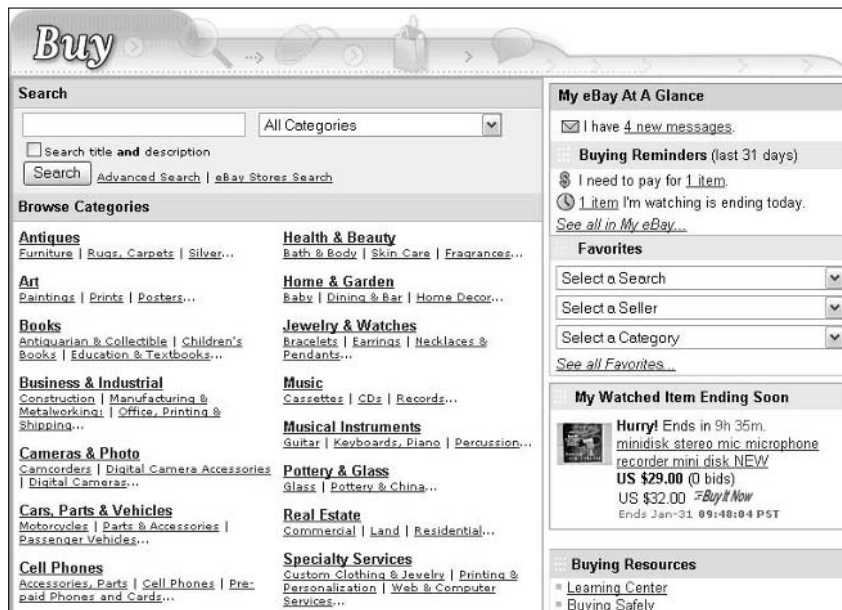 Buy
Search
All Categories
Search title and description
Search Advanced Search | eBay Stores Search
Browse Categories
Antiques
Furniture | Rugs, Carpets | Silver...
Art
Paintings | Prints | Posters...
Books
Antiquarian & Collectible | Children's
Books | Education & Textbooks...
Business & Industrial
Construction | Manufacturing &
Metalworking: | Office, Printing &
Shipping...
Cameras & Photo
Camcorders | Digital Camera Accessories
| Digital Cameras...
Cars, Parts & Vehicles
Motorcycles | Parts & Accessories |
Passenger Vehicles...
Cell Phones
Accessories, Parts | Cell Phones | Pre-
paid Phones and Cards...
Health & Beauty
Bath & Body | Skin Care | Fragrances...
Home & Garden
Baby | Dining & Bar | Home Decor...
Jewelry & Watches
Bracelets | Earrings | Necklaces &
Pendants...
Music
Cassettes | CDs | Records...
Musical Instruments
Guitar | Keyboards, Piano | Percussion...
Pottery & Glass
Glass | Pottery & China...
Real Estate
Commercial | Land | Residential...
Specialty Services
Custom Clothing & Jewelry | Printing &
Personalization | Web & Computer
Services...
My eBay At A Glance
I have 4 new messages.
Buying Reminders (last 31 days)
I need to pay for 1 item.
1 item I'm watching is ending today.
See all in My eBay...
Favorites
Select a Search
Select a Seller
Select a Category
See all Favorites...
My Watched Item Ending Soon
Hurry! Ends in 9h 35m.
minidisk stereo mic microphone
recorder mini disk NEW
US $29.00 (0 bids)
US $32.00 Buy It Now
Ends Jan-31 09:48:04 PST
Buying Resources
Learning Center
Buying Safely